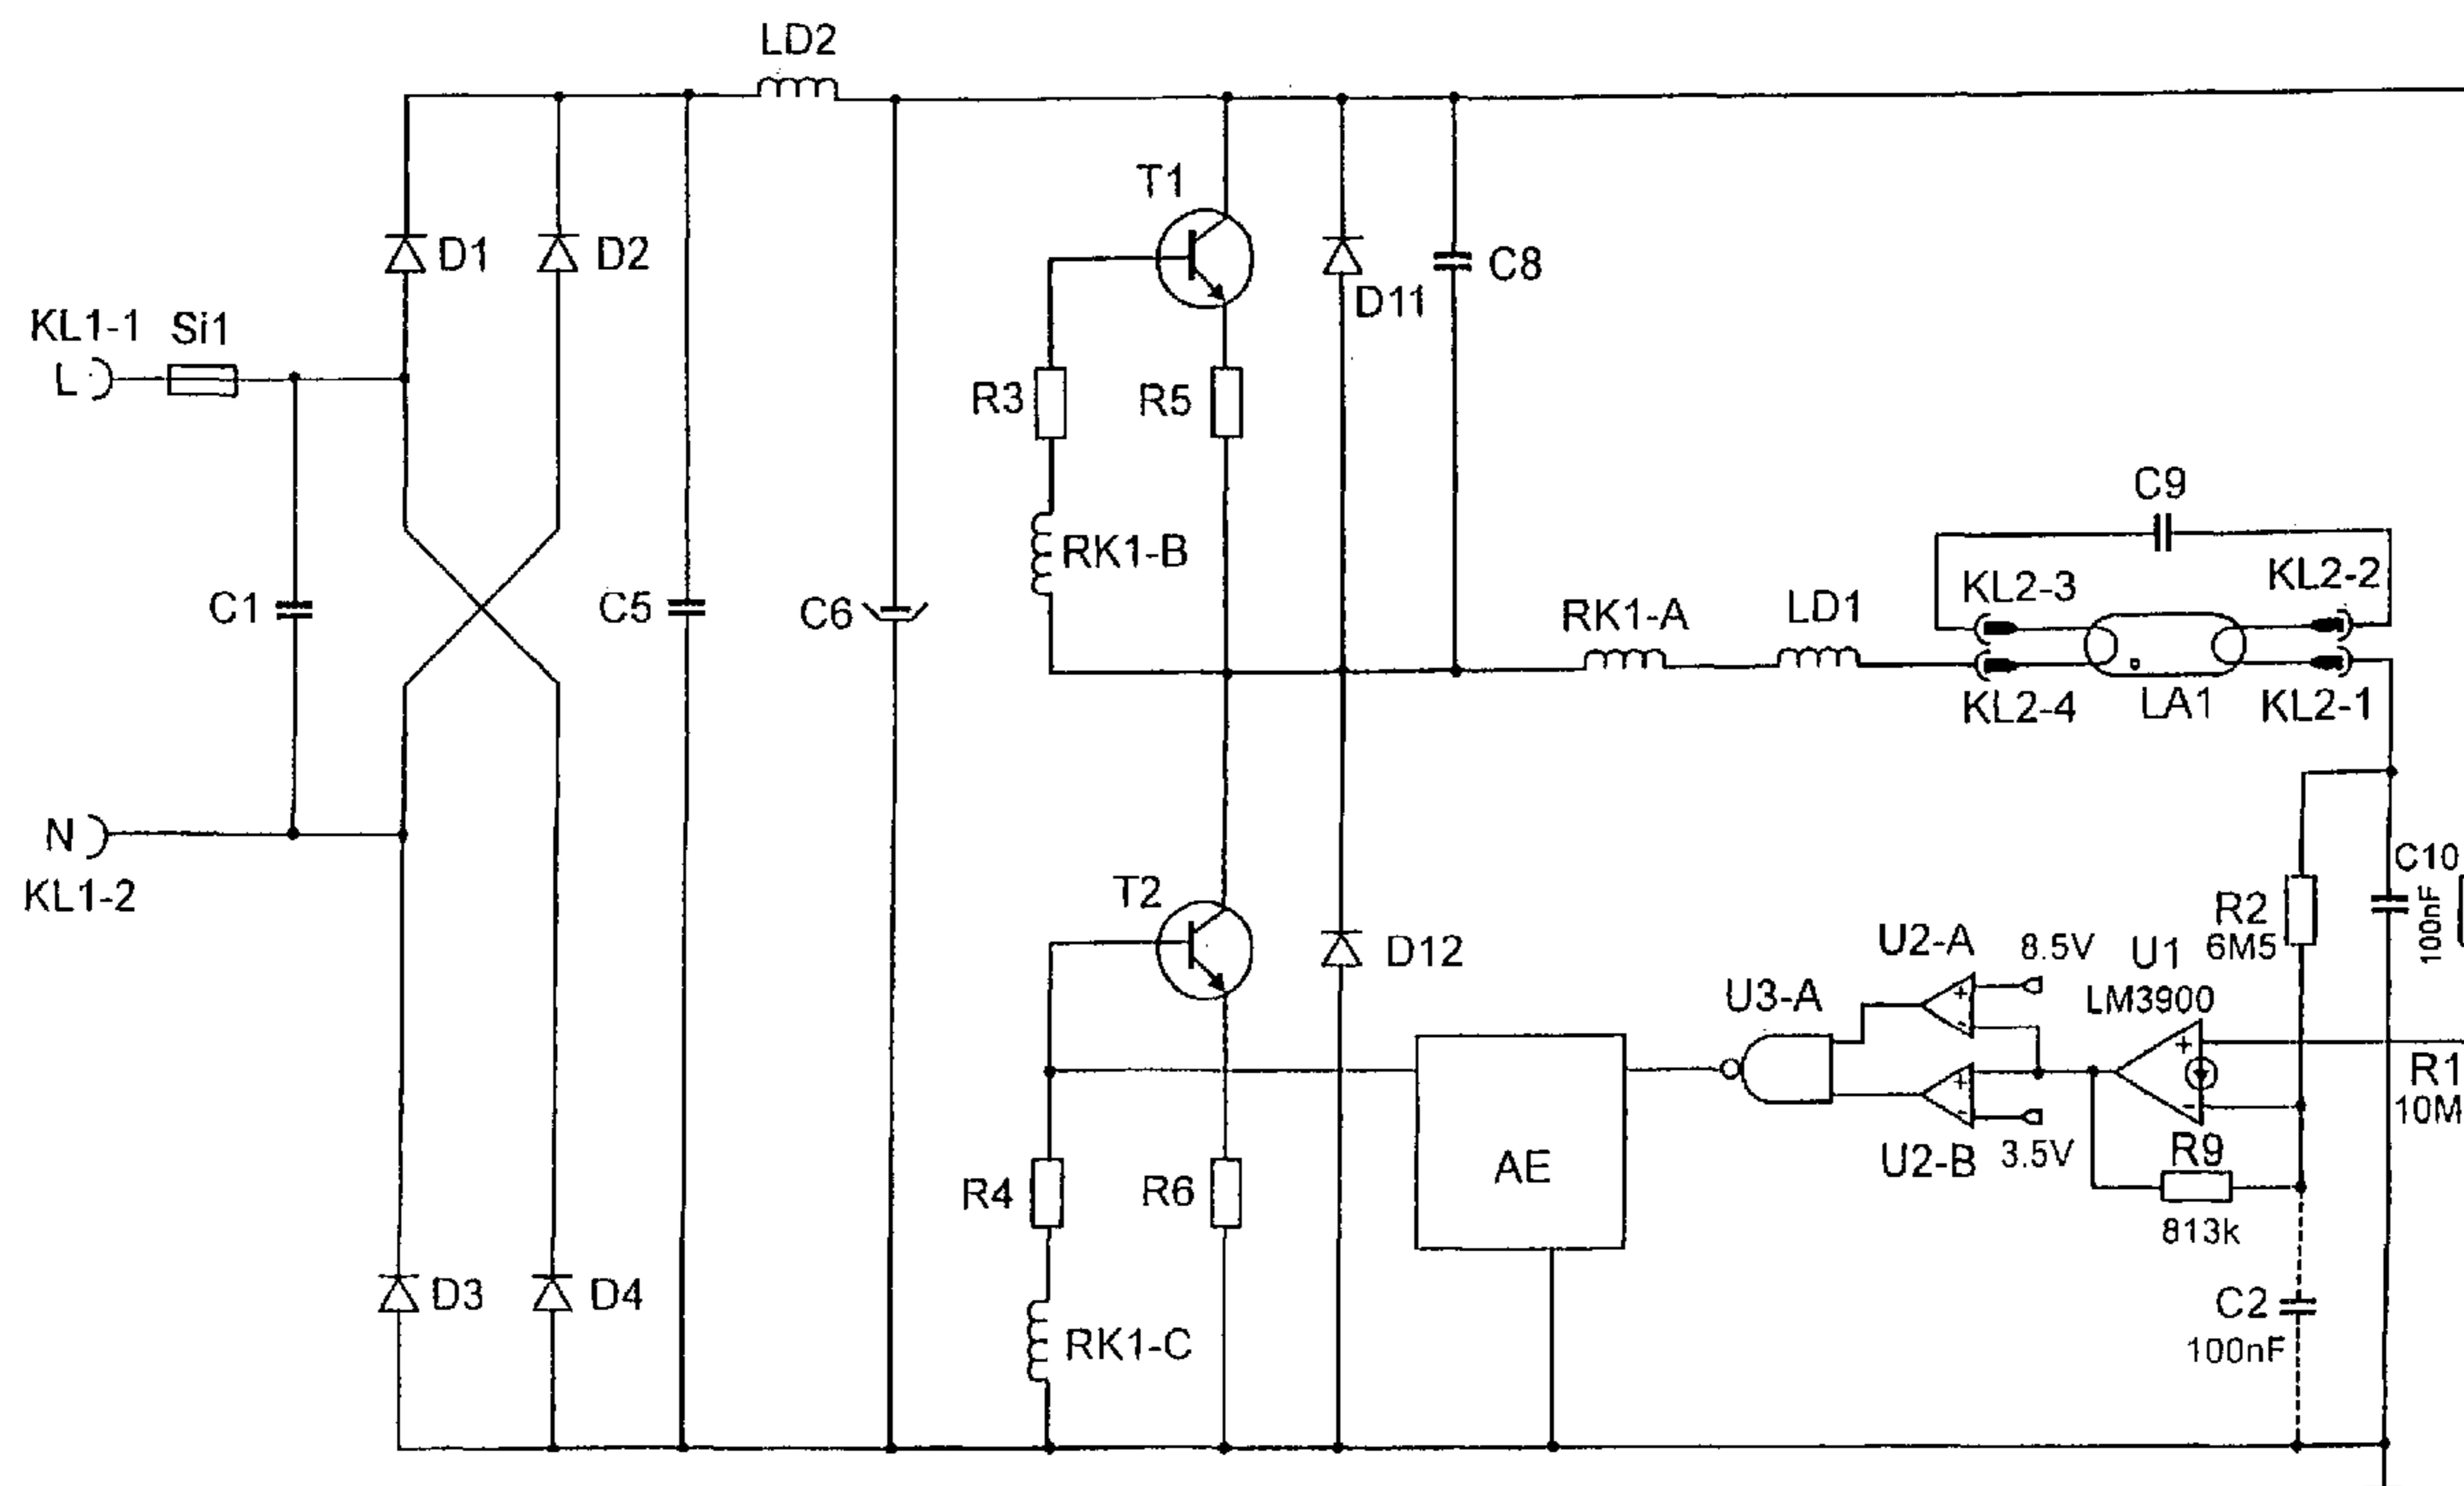 LD2
T1
D1
D2
C8
D11
KL1-1
Si1
L
R3
R5
C9
RK1-B
KL2-3
KL2-2
C1
C5
C6
RK1-A
LD1
KL2-4
LA1
KL2-1
N
KL1-2
T2
C10
100nF
R2
6M5
D12
U2-A
8.5V
U1
LM3900
U3-A
+
-
+
-
+
-
R1
10M
U2-B
3.5V
R9
813k
AE
R4
R6
D3
D4
C2
100nF
RK1-C